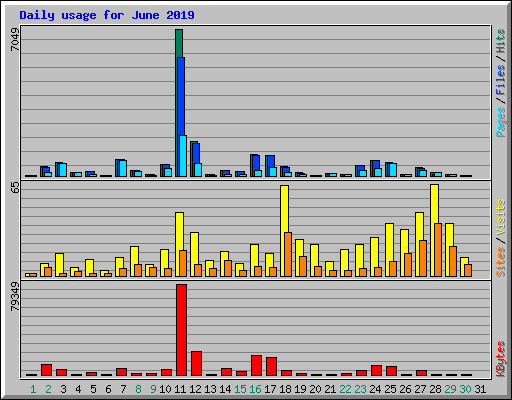 Daily usage for June 2019
7049
Pages / Files / Hits
65
Sites / Visits
79349
KBytes
1 2 3 4 5 6 7 8 9 10 11 12 13 14 15 16 17 18 19 20 21 22 23 24 25 26 27 28 29 30 31